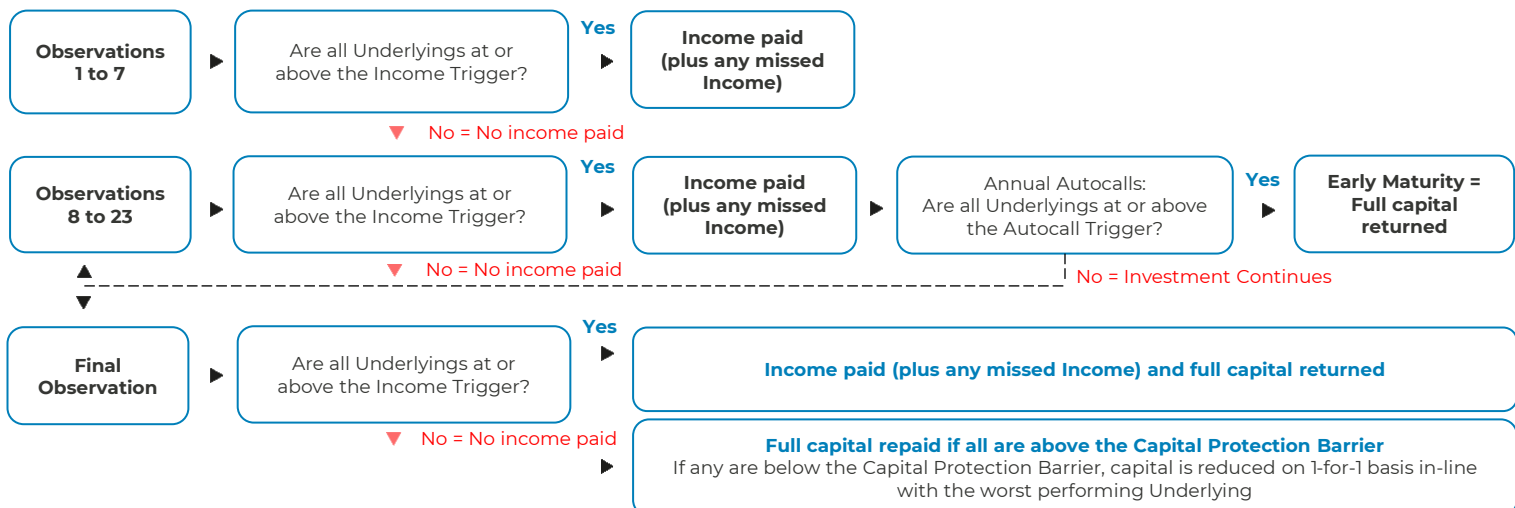 Observations
1 to 7
Are all Underlyings at or
above the Income Trigger?
Yes
Income paid
(plus any missed
Income)
No = No income paid
Observations
8 to 23
Are all Underlyings at or
above the Income Trigger?
Yes
Income paid
(plus any missed
Income)
Annual Autocalls:
Are all Underlyings at or above
the Autocall Trigger?
Yes
Early Maturity =
Full capital
returned
No = No income paid
No = Investment Continues
Final
Observation
Are all Underlyings at or
above the Income Trigger?
Yes
Income paid (plus any missed Income) and full capital returned
No = No income paid
Full capital repaid if all are above the Capital Protection Barrier
If any are below the Capital Protection Barrier, capital is reduced on 1-for-1 basis in-line
with the worst performing Underlying